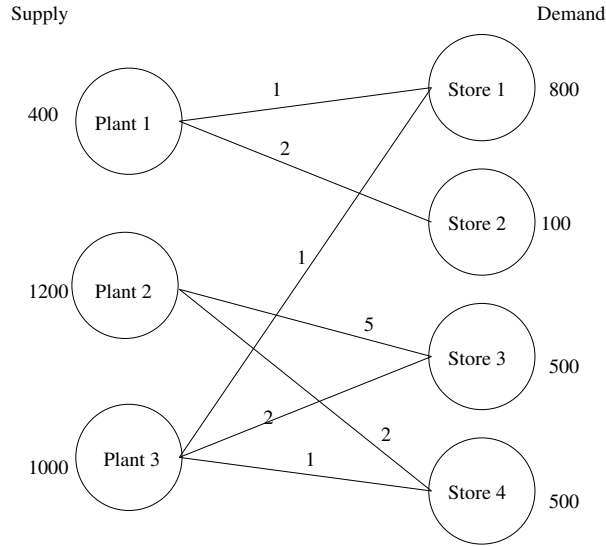 Supply
Demand
400
Plant 1
1
Store 1
800
2
Store 2
100
1
1200
Plant 2
5
Store 3
500
2
2
1000
Plant 3
1
Store 4
500